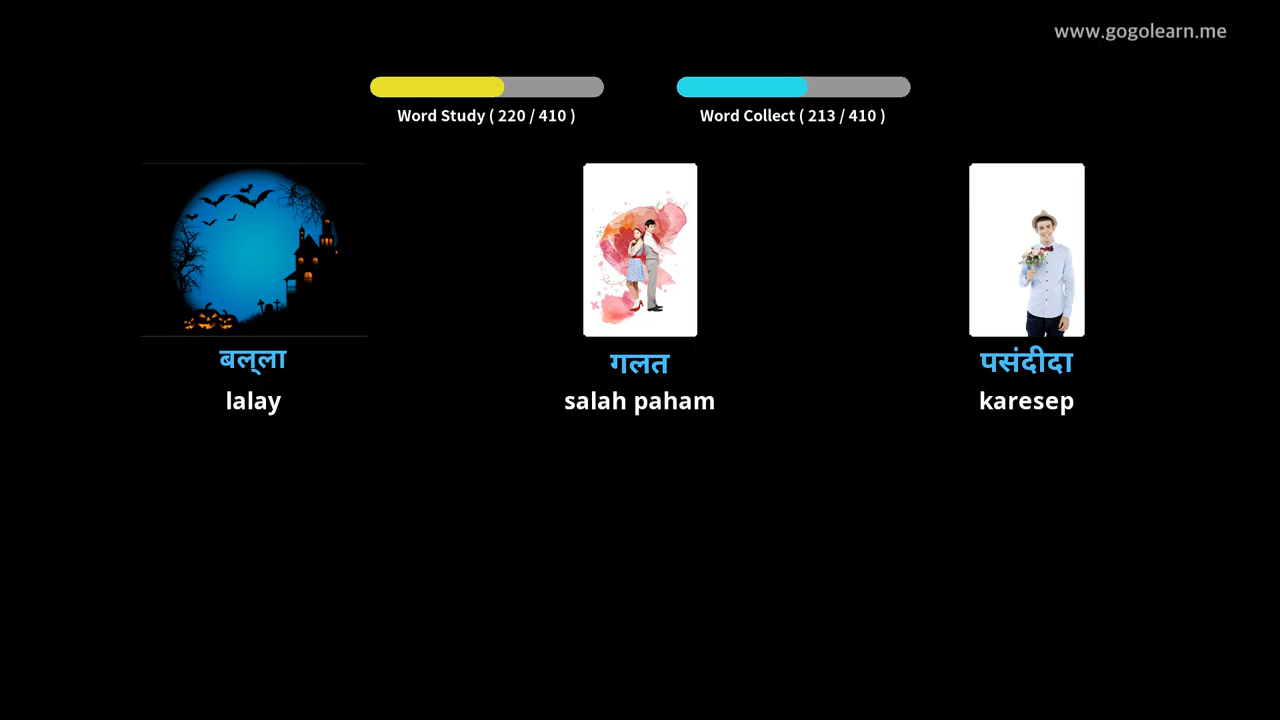 www.gogolearn.me
Word Study ( 220 / 410 )
Word Collect ( 213 / 410 )
बल्ला
गलत
पसंदीदा
lalay
salah paham
karesep